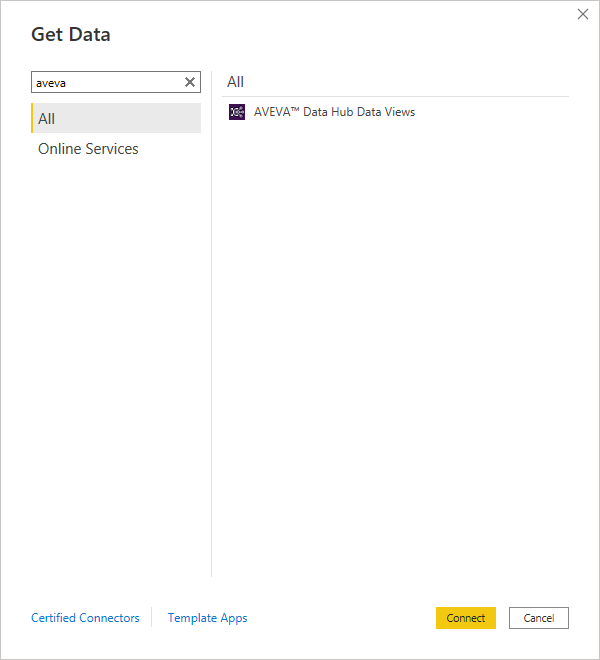 Get Data
aveva
All
Online Services
All
AVEVA™ Data Hub Data Views
Certified Connectors
Template Apps
Connect
Cancel